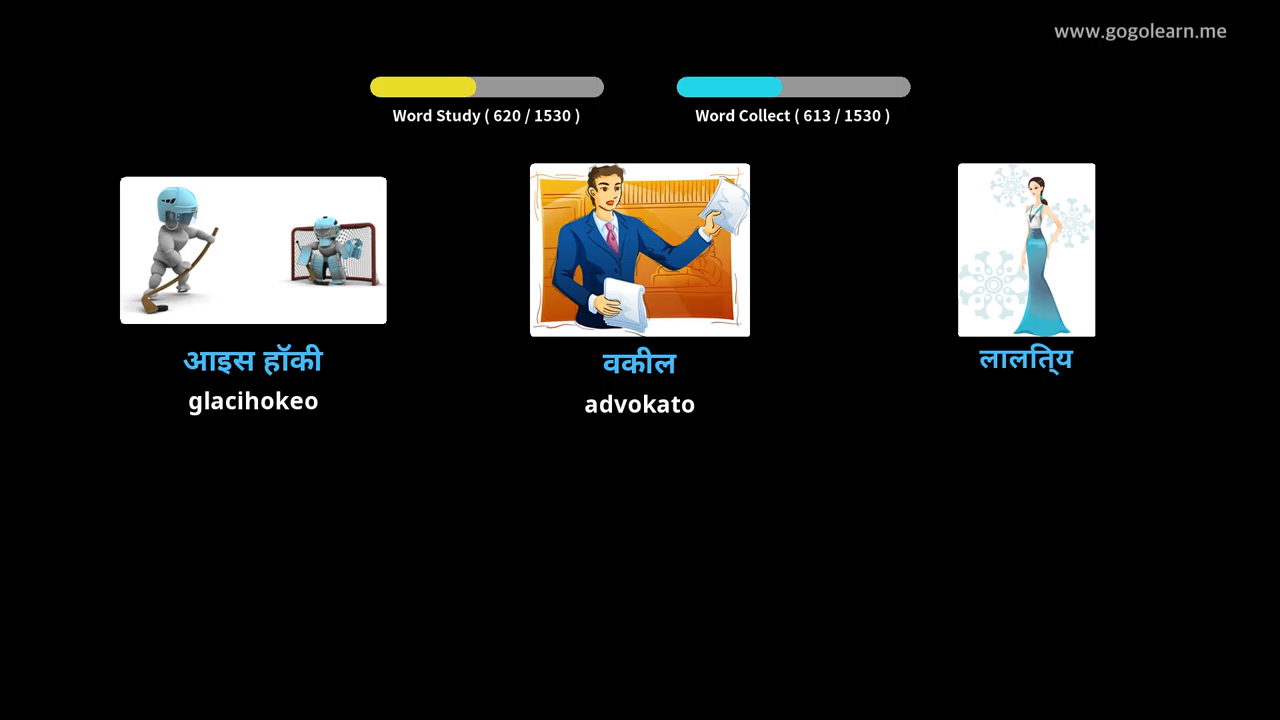 www.gogolearn.me
Word Study ( 620 / 1530 )
Word Collect ( 613 / 1530 )
आइस हॉकी
glacihokeo
वकील
advokato
लालित्य